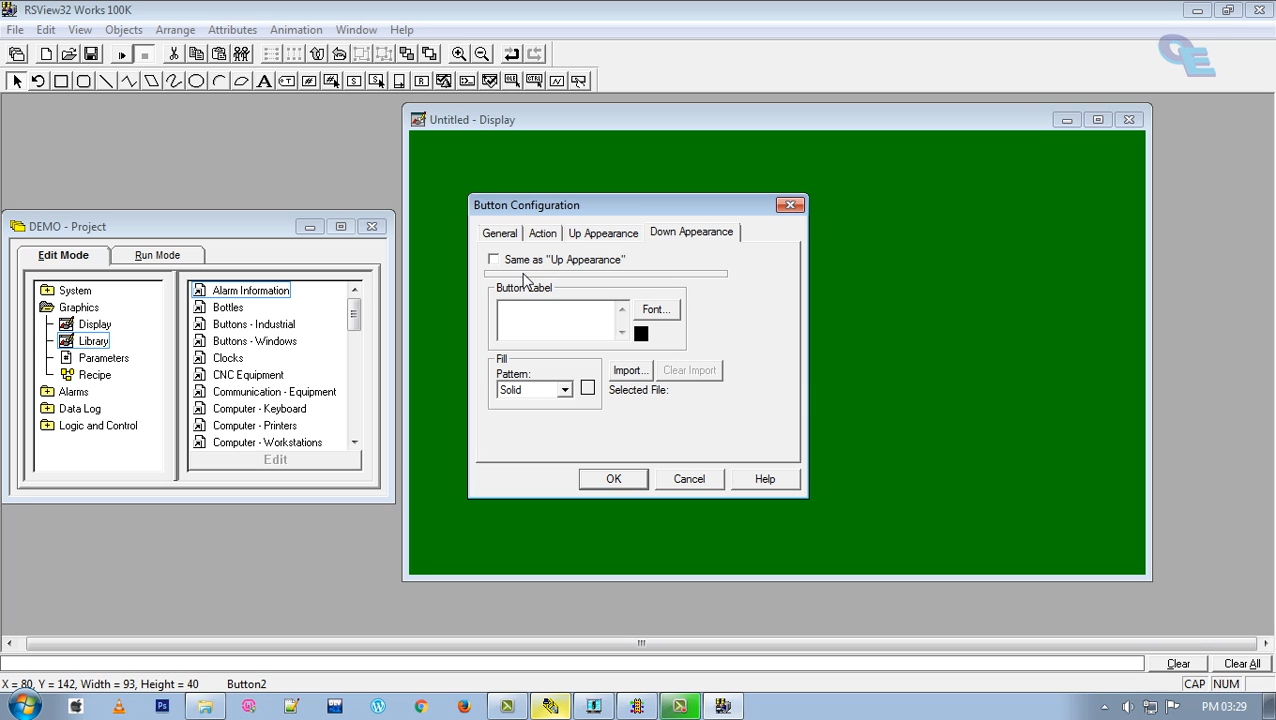 RSView32 Works 100K
File Edit View Objects Arrange Attributes Animation Window Help
Untitled - Display
DEMO - Project
Edit Mode Run Mode
System
Graphics
Display
Library
Parameters
Recipe
Alarms
Data Log
Logic and Control
Alarm Information
Bottles
Buttons - Industrial
Buttons - Windows
Clocks
CNC Equipment
Communication - Equipment
Computer - Keyboard
Computer - Printers
Computer - Workstations
Edit
Button Configuration
General Action Up Appearance Down Appearance
Same as "Up Appearance"
Button Label
Font...
Fill
Pattern:
Solid
Import... Clear Import
Selected File:
OK Cancel Help
Clear Clear All
X = 80, Y = 142, Width = 93, Height = 40 Button2
CAP NUM
PM 03:29